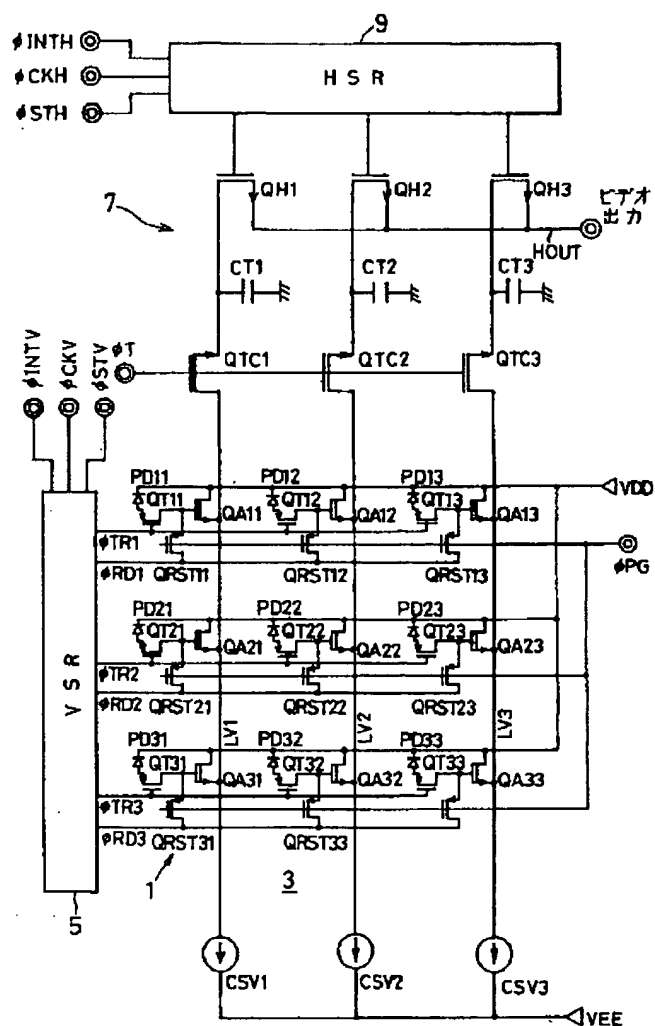 9
φINTH
φCKH
φSTH
HSR
7
QH1
QH2
QH3
ビデオ
出力
HOUT
CT1
CT2
CT3
φINTV
φCKV
φSTV
φT
QTC1
QTC2
QTC3
PD11
PD12
PD13
VDD
QT11
QT12
QT13
QA11
QA12
QA13
φTR1
φPG
φRD1
QRST11
QRST12
QRST13
PD21
PD22
PD23
QT21
QT22
QT23
QA21
QA22
QA23
VSR
φTR2
φRD2
QRST21
QRST22
QRST23
LV1
LV2
LV3
PD31
PD32
PD33
QT31
QT32
QT33
QA31
QA32
QA33
φTR3
φRD3
QRST31
QRST33
1
3
5
CSV1
CSV2
CSV3
VEE